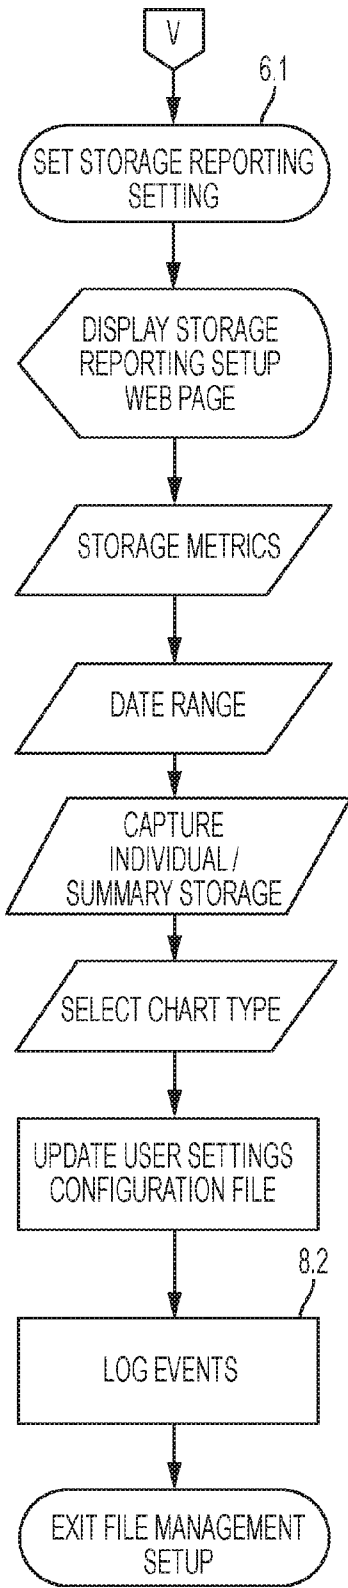 V
6.1
SET STORAGE REPORTING
SETTING
DISPLAY STORAGE
REPORTING SETUP
WEB PAGE
STORAGE METRICS
DATE RANGE
CAPTURE
INDIVIDUAL /
SUMMARY STORAGE
SELECT CHART TYPE
UPDATE USER SETTINGS
CONFIGURATION FILE
8.2
LOG EVENTS
EXIT FILE MANAGEMENT
SETUP